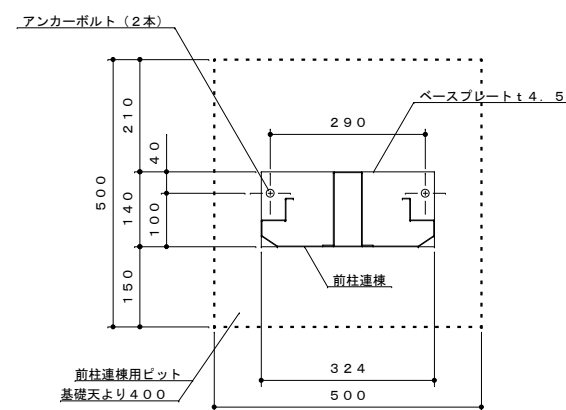 アンカーボルト（2本）
ベースプレートｔ４．５
２９０
２１０
４０
５００
１４０
１００
１５０
前柱連棟
前柱連棟用ピット
基礎天より４００
３２４
５００